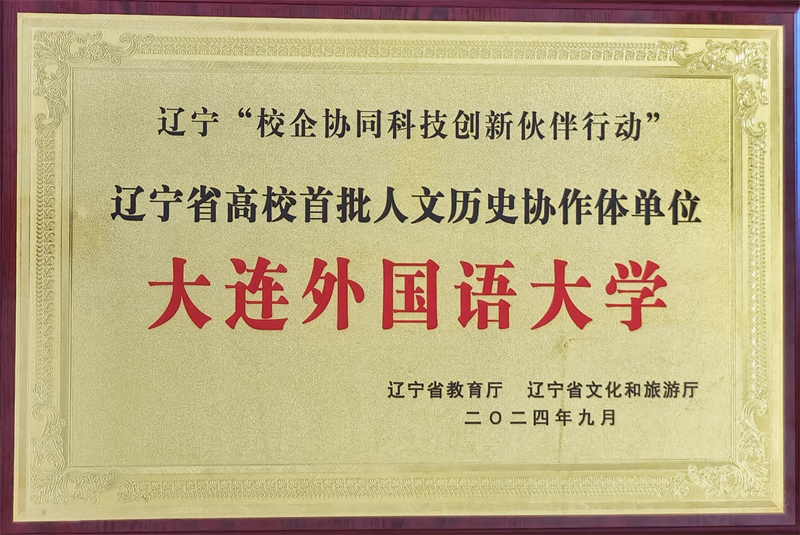 辽宁“校企协同科技创新伙伴行动”
辽宁省高校首批人文历史协作体单位
大连外国语大学
辽宁省教育厅 辽宁省文化和旅游厅
二〇二四年九月